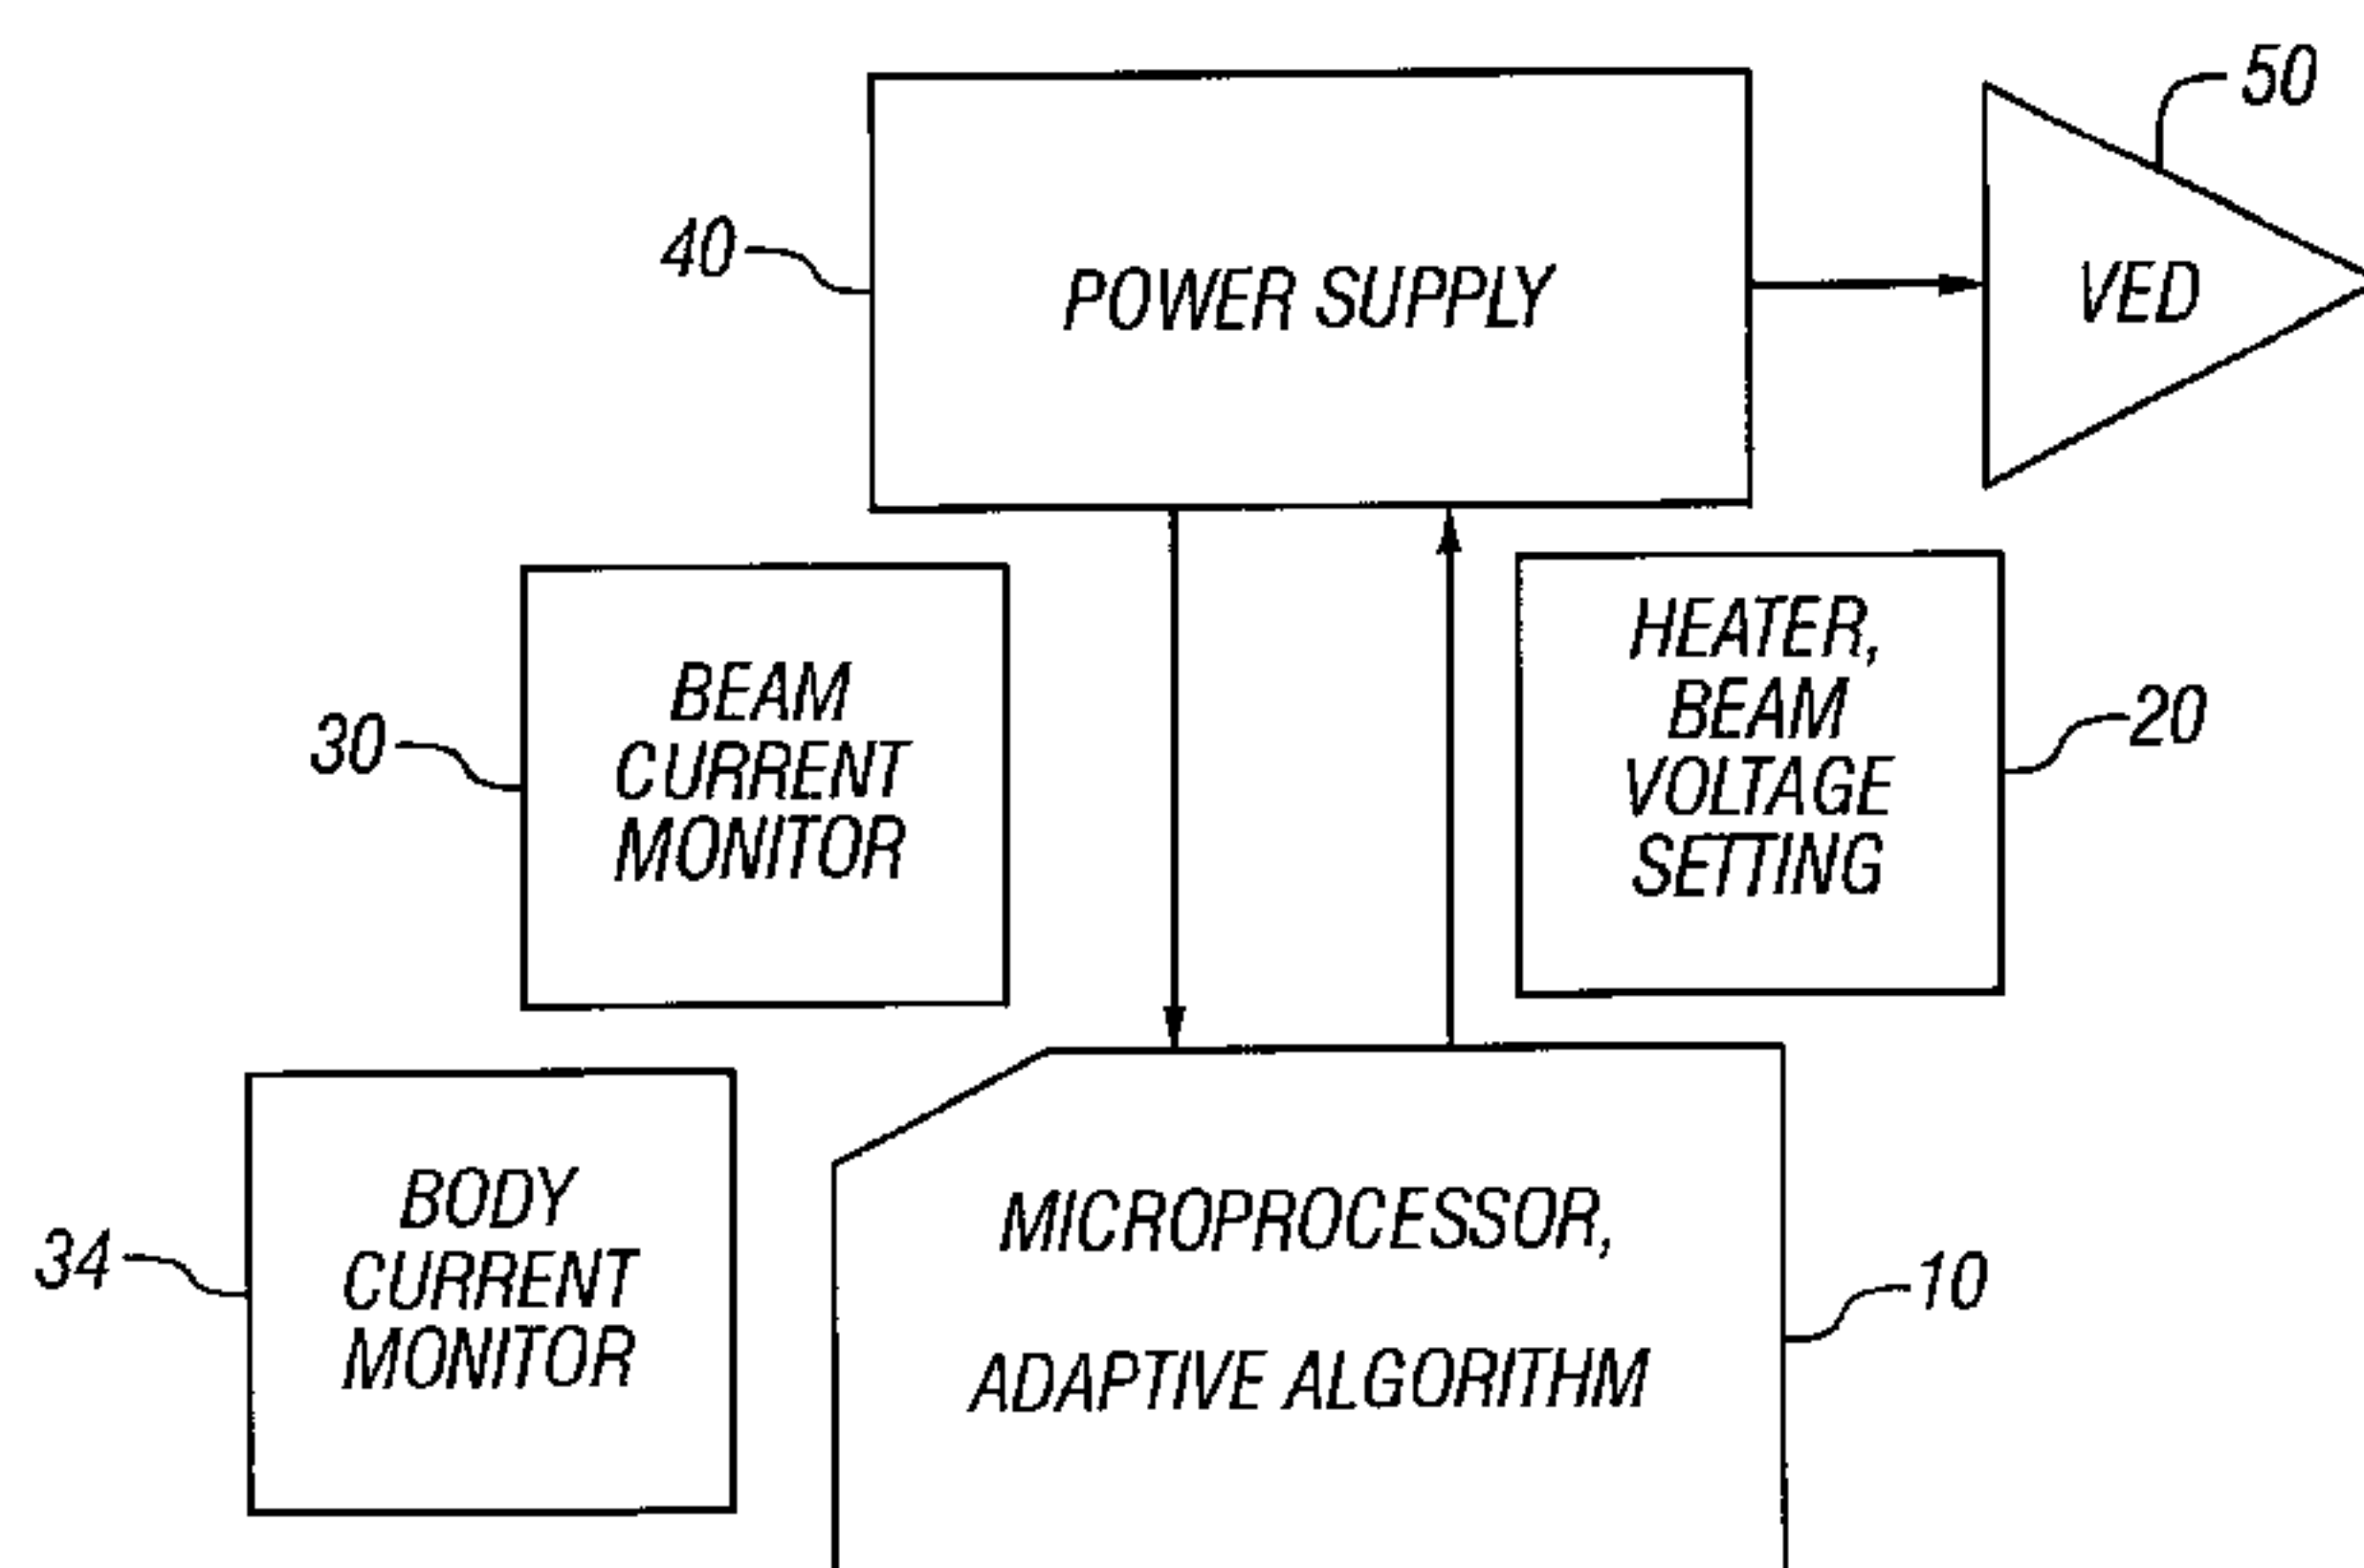 50
40
POWER SUPPLY
VED
30
BEAM
CURRENT
MONITOR
HEATER,
BEAM
VOLTAGE
SETTING
20
34
BODY
CURRENT
MONITOR
MICROPROCESSOR,
ADAPTIVE ALGORITHM
10